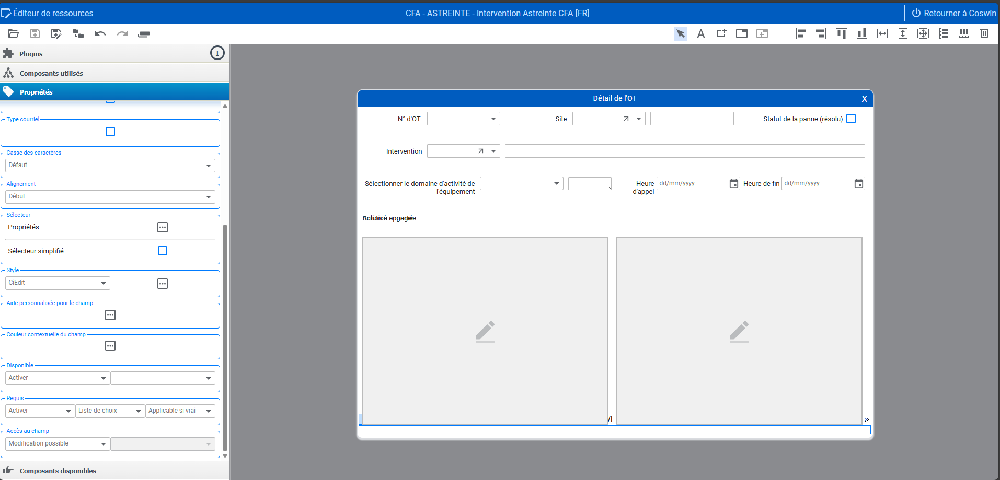 Éditeur de ressources
CFA - ASTREINTE - Intervention Astreinte CFA [FR]
Retourner à Coswin
Plugins
1
Composants utilisés
Propriétés
Type courriel
Casse des caractères
Défaut
Alignement
Début
Sélecteur
Propriétés
Sélecteur simplifié
Style
CiEdit
Aide personnalisée pour le champ
Couleur contextuelle du champ
Disponible
Activer
Requis
Activer Liste de choix Applicable si vrai
Accès au champ
Modification possible
Composants disponibles
Détail de l'OT
X
N° d'OT
Site
Statut de la panne (résolu)
Intervention
Sélectionner le domaine d'activité de
l'équipement
Heure
d'appel
dd/mm/yyyy
Heure de fin
dd/mm/yyyy
»